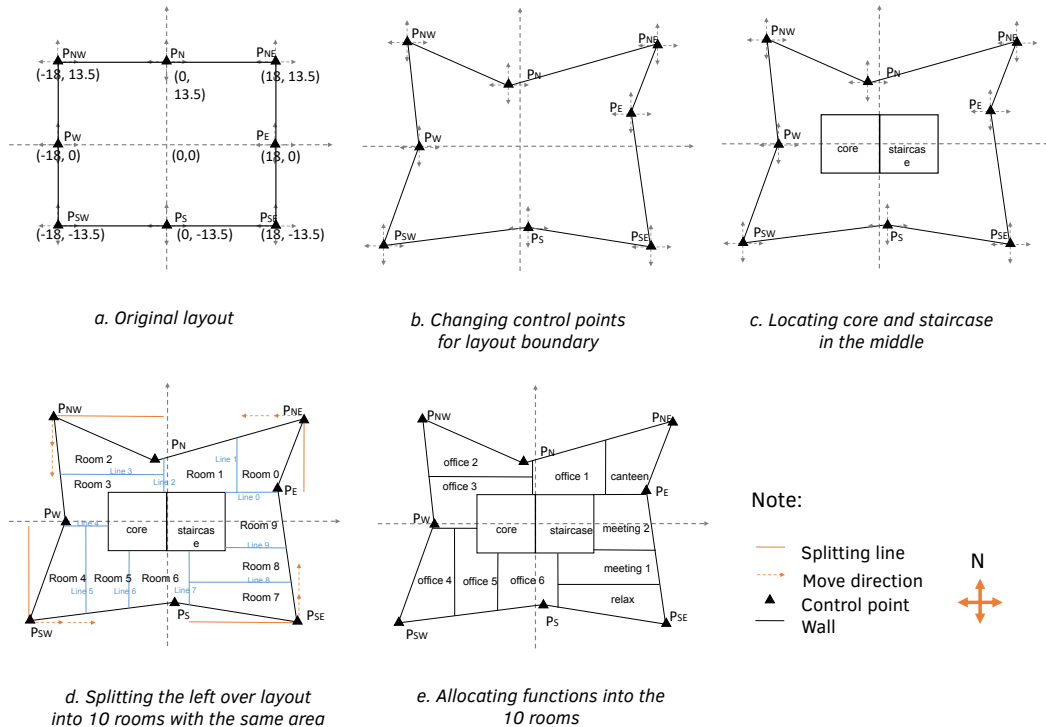 PNW
PN
PNE
(-18, 13.5)
(0,
13.5)
(18, 13.5)
PW
PE
(-18, 0)
(0,0)
(18, 0)
PSW
PS
PSE
(-18, -13.5)
(0, -13.5)
(18, -13.5)
a. Original layout
PNW
PNE
PN
PE
PW
PSW
PS
PSE
b. Changing control points
for layout boundary
PNW
PNE
PN
PE
PW
core
staircas
e
PSW
PS
PSE
c. Locating core and staircase
in the middle
PNW
PNE
PN
Room 2
Line 1
Line 3
Room 1
Room 0
Room 3
Line 2
PE
Line 0
PW
Line 4
core
staircas
e
Room 9
Line 9
Room 4
Room 5
Room 6
Room 8
Line 8
Line 5
Line 6
Line 7
Room 7
PS
PSW
PSE
d. Splitting the left over layout
into 10 rooms with the same area
PNW
PNE
PN
office 2
office 1
canteen
office 3
PE
PW
core
staircase
meeting 2
office 4
office 5
office 6
meeting 1
relax
PS
PSW
PSE
e. Allocating functions into the
10 rooms
Note:
Splitting line
Move direction
Control point
Wall
N